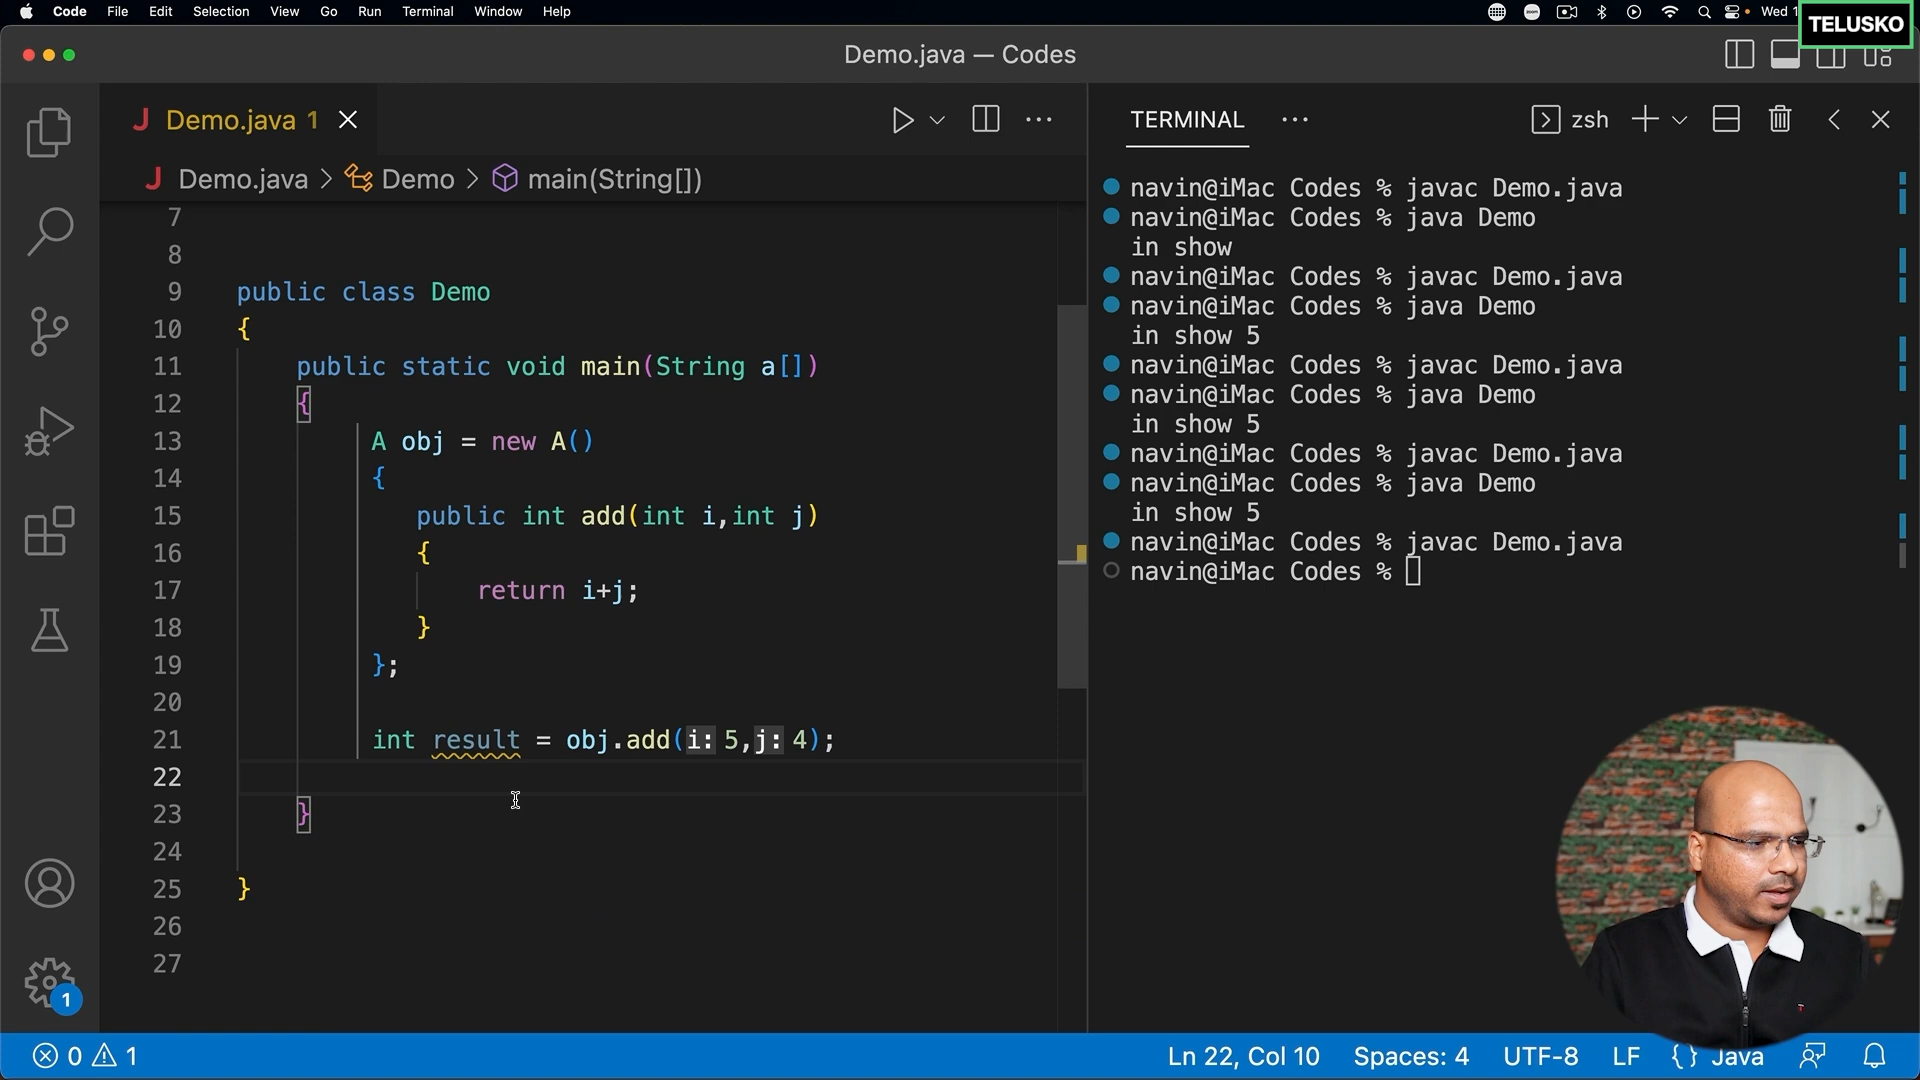 Code File Edit Selection View Go Run Terminal Window Help
Wed 1
TELUSKO
Demo.java — Codes
Demo.java 1
Demo.java > Demo > main(String[])
7
8
9 public class Demo
10 {
11 public static void main(String a[])
12 {
13 A obj = new A()
14 {
15 public int add(int i,int j)
16 {
17 return i+j;
18 }
19 };
20
21 int result = obj.add(i: 5,j: 4);
22
23 }
24
25 }
26
27
TERMINAL
zsh
navin@iMac Codes % javac Demo.java
navin@iMac Codes % java Demo
in show
navin@iMac Codes % javac Demo.java
navin@iMac Codes % java Demo
in show 5
navin@iMac Codes % javac Demo.java
navin@iMac Codes % java Demo
in show 5
navin@iMac Codes % javac Demo.java
navin@iMac Codes % java Demo
in show 5
navin@iMac Codes % javac Demo.java
navin@iMac Codes %
1
0 1
Ln 22, Col 10 Spaces: 4 UTF-8 LF { } Java